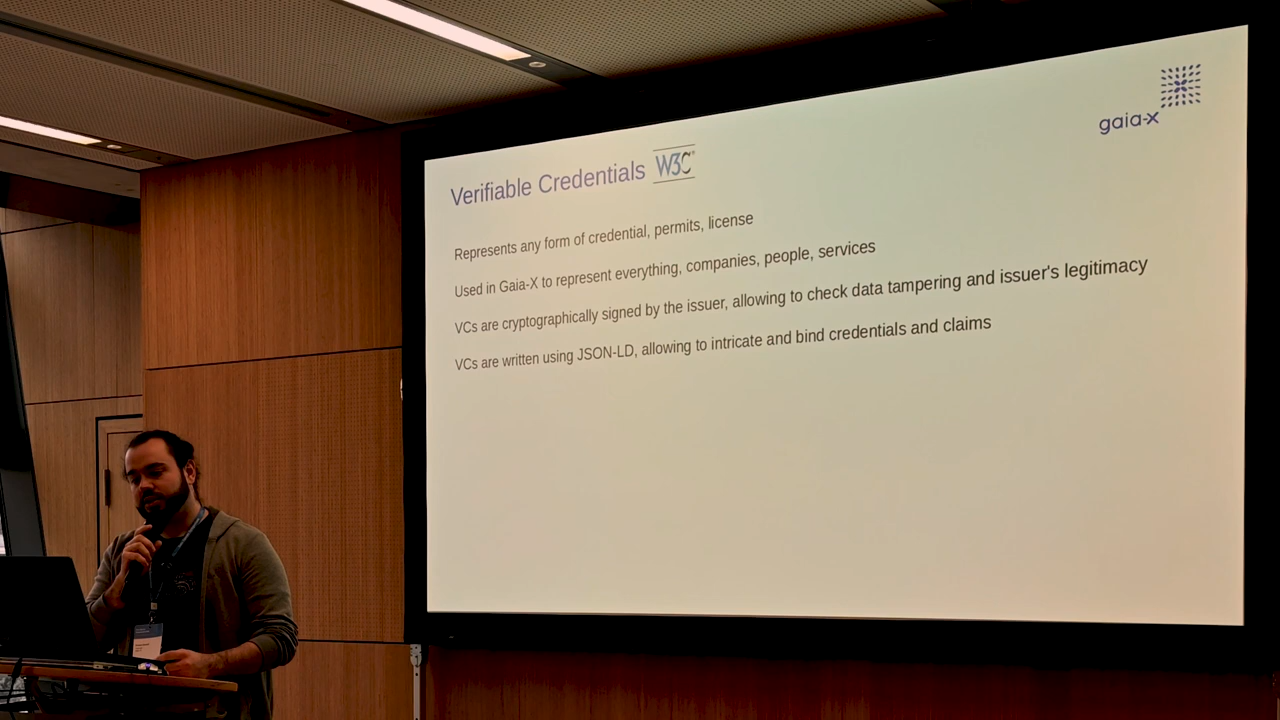 gaia-x
Verifiable Credentials W3C
Represents any form of credential, permits, license
Used in Gaia-X to represent everything, companies, people, services
VCs are cryptographically signed by the issuer, allowing to check data tampering and issuer's legitimacy
VCs are written using JSON-LD, allowing to intricate and bind credentials and claims